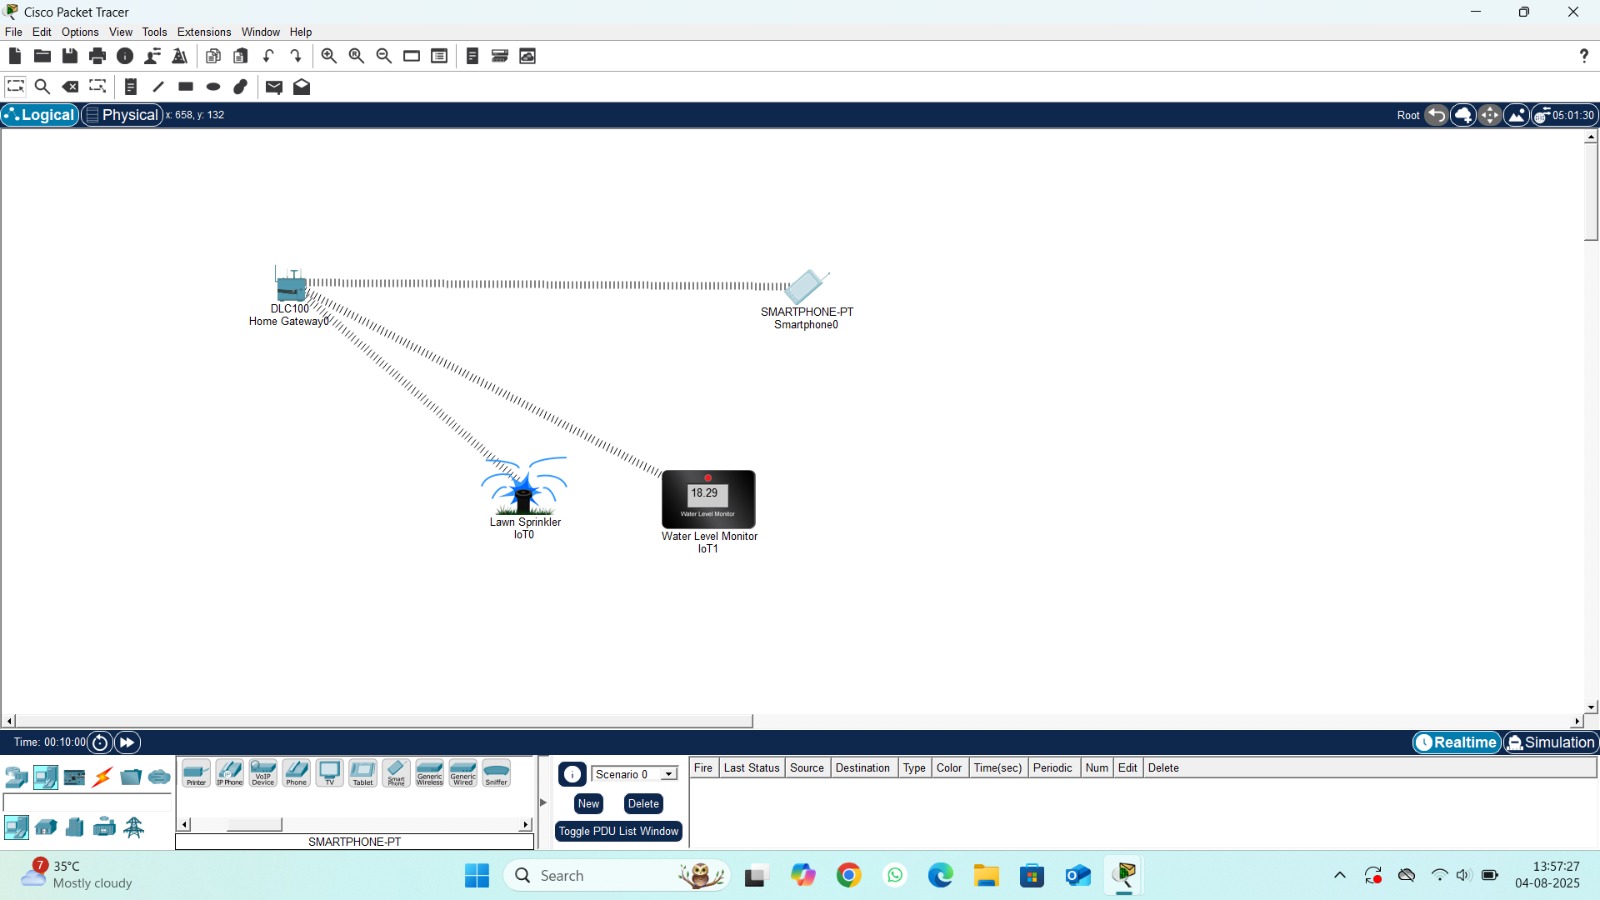 Cisco Packet Tracer
File Edit Options View Tools Extensions Window Help
?
Logical Physical x: 658, y: 132 Root 05:01:30
DLC100
Home Gateway0
SMARTPHONE-PT
Smartphone0
18.29
Water Level Monitor
Lawn Sprinkler
IoT0
Water Level Monitor
IoT1
Time: 00:10:00 Realtime Simulation
Printer IP Phone VoIP Device Phone TV Tablet Smart Phone Generic Wireless Generic Wired Sniffer
SMARTPHONE-PT
Scenario 0
New Delete
Toggle PDU List Window
Fire Last Status Source Destination Type Color Time(sec) Periodic Num Edit Delete
7
35°C
Mostly cloudy
Search
13:57:27
04-08-2025